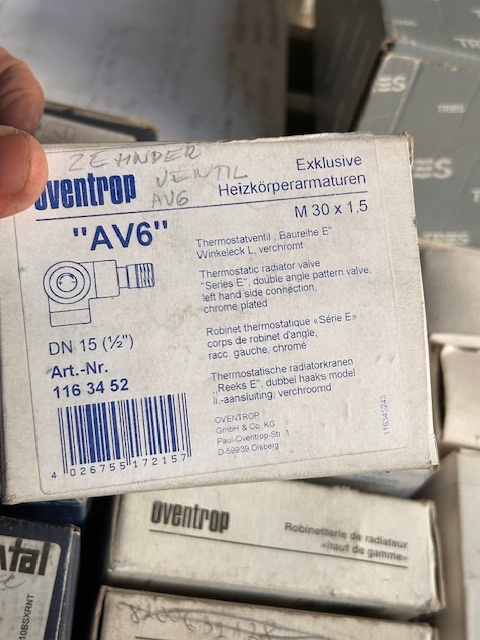 ZEHNDER
VENTIL
AV6
oventrop
Exklusive
Heizkörperarmaturen
M 30 x 1,5
"AV6"
Thermostatventil „Baureihe E"
Winkeleck L, verchromt
Thermostatic radiator valve
"Series E", double angle pattern valve,
left hand side connection,
chrome plated
Robinet thermostatique «Série E»
corps de robinet d'angle,
racc. gauche, chromé
Thermostatische radiatorkranen
„Reeks E", dubbel haaks model
li.-aansluiting, verchroomd
DN 15 (½")
Art.-Nr.
116 34 52
4 026755 172157
OVENTROP
GmbH & Co. KG
Paul-Oventrop-Str. 1
D-59939 Olsberg
ES
TRES
ES
oventrop
Robinetterie de radiateur
«haut de gamme»
10BSXRNT